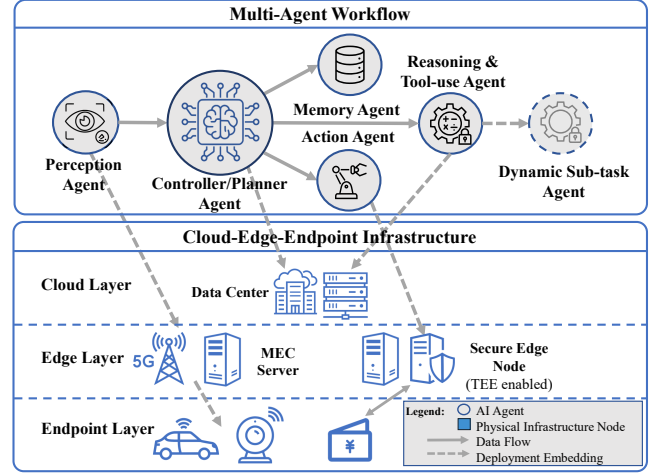 Multi-Agent Workflow
Reasoning &
Tool-use Agent
Memory Agent
Action Agent
Perception
Agent
Controller/Planner
Agent
Dynamic Sub-task
Agent
Cloud-Edge-Endpoint Infrastructure
Cloud Layer
Data Center
Edge Layer
5G
MEC
Server
Secure Edge
Node
(TEE enabled)
Endpoint Layer
¥
Legend:
AI Agent
Physical Infrastructure Node
Data Flow
Deployment Embedding